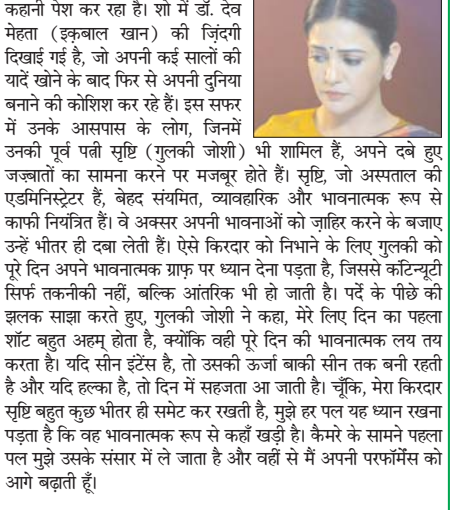 कहानी पेश कर रहा है। शो में डॉ. देव
मेहता (इक़बाल खान) की ज़िंदगी
दिखाई गई है, जो अपनी कई सालों की
यादें खोने के बाद फिर से अपनी दुनिया
बनाने की कोशिश कर रहे हैं। इस सफर
में उनके आसपास के लोग, जिनमें
उनकी पूर्व पत्नी सृष्टि (गुलकी जोशी) भी शामिल हैं, अपने दबे हुए
जज़्बातों का सामना करने पर मजबूर होते हैं। सृष्टि, जो अस्पताल की
एडमिनिस्ट्रेटर हैं, बेहद संयमित, व्यावहारिक और भावनात्मक रूप से
काफी नियंत्रित हैं। वे अक्सर अपनी भावनाओं को ज़ाहिर करने के बजाए
उन्हें भीतर ही दबा लेती हैं। ऐसे किरदार को निभाने के लिए गुलकी को
पूरे दिन अपने भावनात्मक ग्राफ़ पर ध्यान देना पड़ता है, जिससे कंटिन्यूटी
सिर्फ तकनीकी नहीं, बल्कि आंतरिक भी हो जाती है। पर्दे के पीछे की
झलक साझा करते हुए, गुलकी जोशी ने कहा, मेरे लिए दिन का पहला
शॉट बहुत अहम् होता है, क्योंकि वही पूरे दिन की भावनात्मक लय तय
करता है। यदि सीन इंटेंस है, तो उसकी ऊर्जा बाकी सीन तक बनी रहती
है और यदि हल्का है, तो दिन में सहजता आ जाती है। चूँकि, मेरा किरदार
सृष्टि बहुत कुछ भीतर ही समेट कर रखती है, मुझे हर पल यह ध्यान रखना
पड़ता है कि वह भावनात्मक रूप से कहाँ खड़ी है। कैमरे के सामने पहला
पल मुझे उसके संसार में ले जाता है और वहीं से मैं अपनी परफॉर्मेंस को
आगे बढ़ाती हूँ।